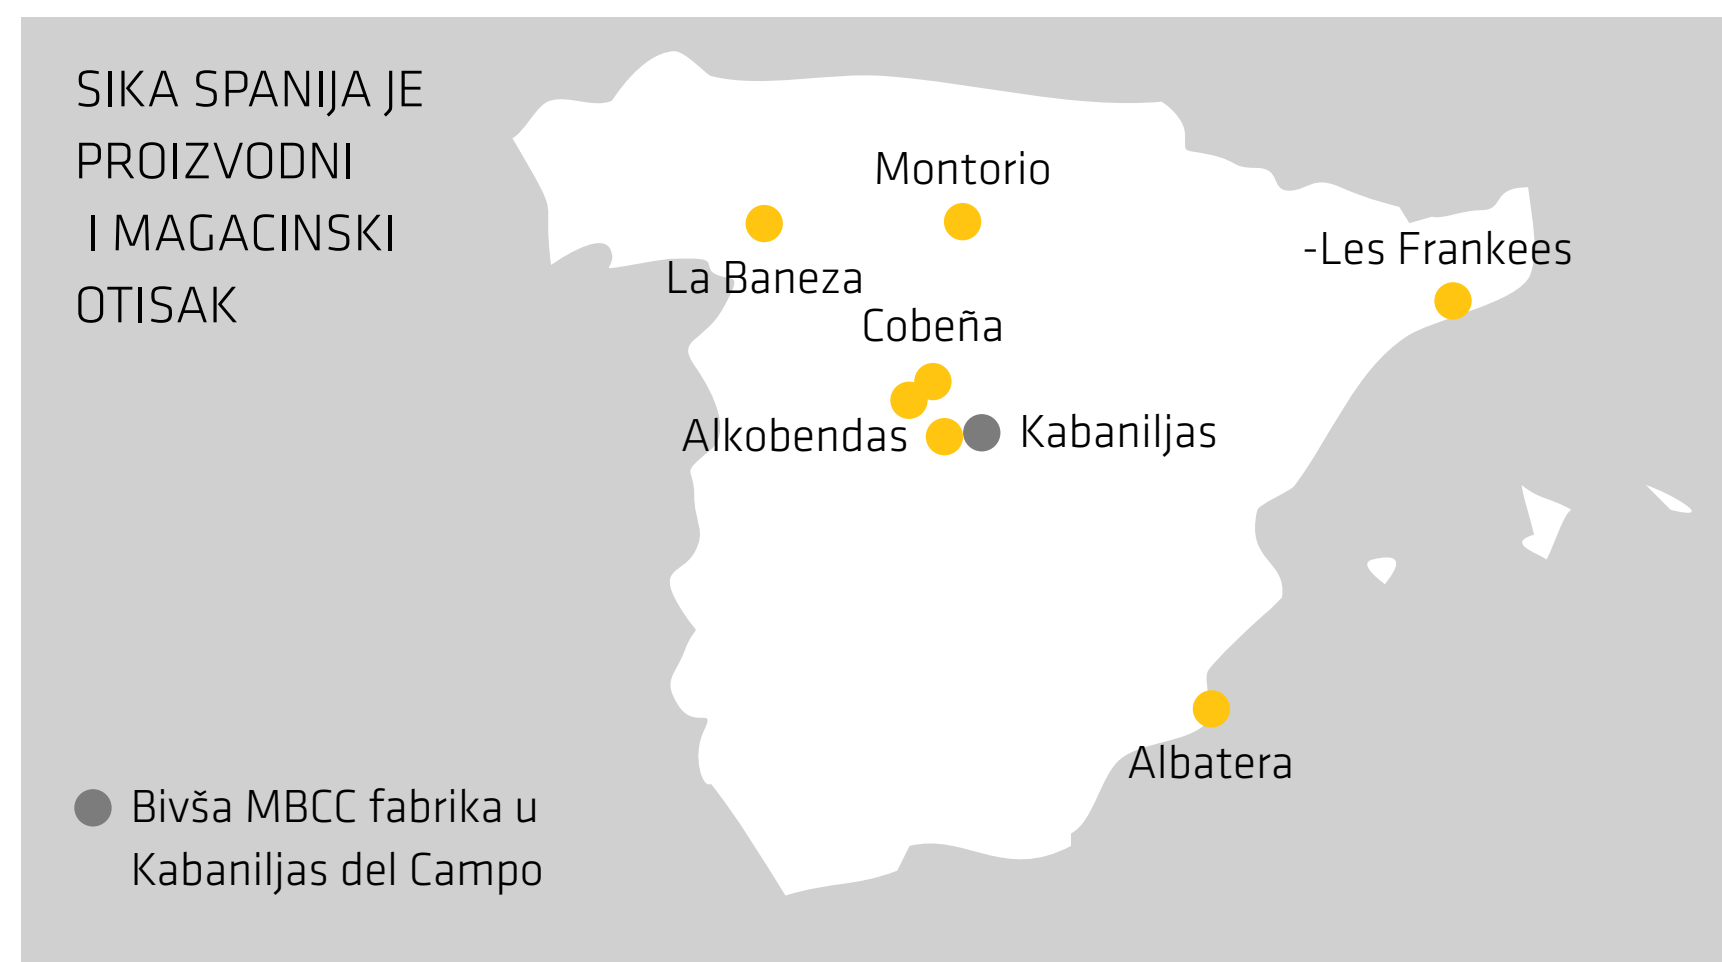 SIKA SPANIJA JE
PROIZVODNI
I MAGACINSKI
OTISAK
Montorio
-Les Frankees
La Baneza
Cobeña
Alkobendas
Kabaniljas
Albatera
Bivša MBCC fabrika u
Kabaniljas del Campo